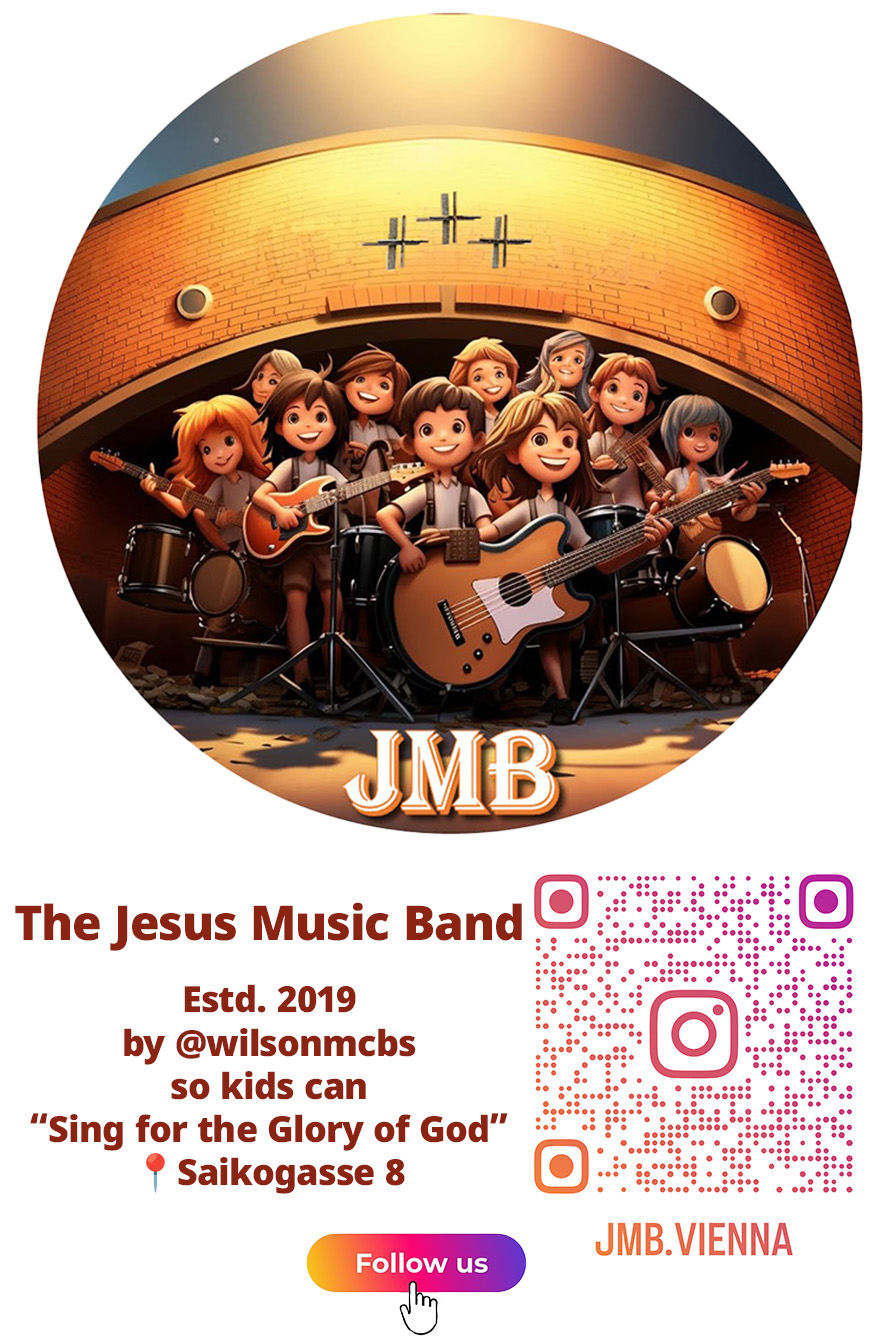 JMB
The Jesus Music Band
Estd. 2019
by @wilsonmcbs
so kids can
“Sing for the Glory of God”
📍Saikogasse 8
JMB.VIENNA
Follow us